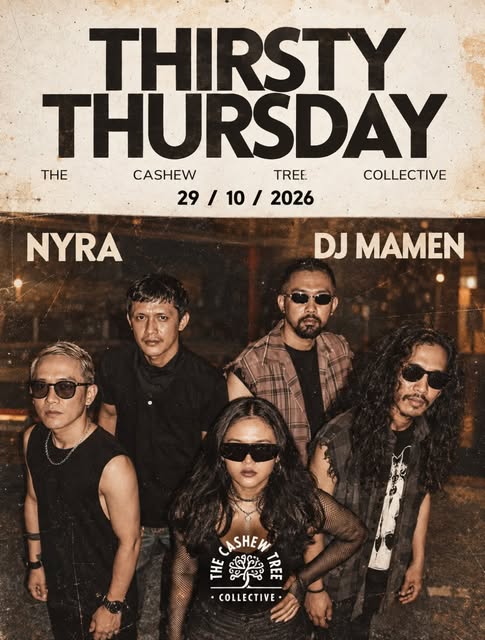 THIRSTY
THURSDAY
THE CASHEW TREE COLLECTIVE
29 / 10 / 2026
NYRA
DJ MAMEN
THE CASHEW TREE
COLLECTIVE